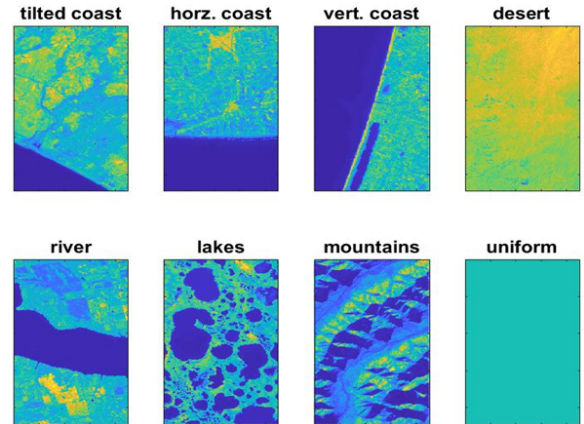 tilted coast horz. coast vert. coast desert
river lakes mountains uniform